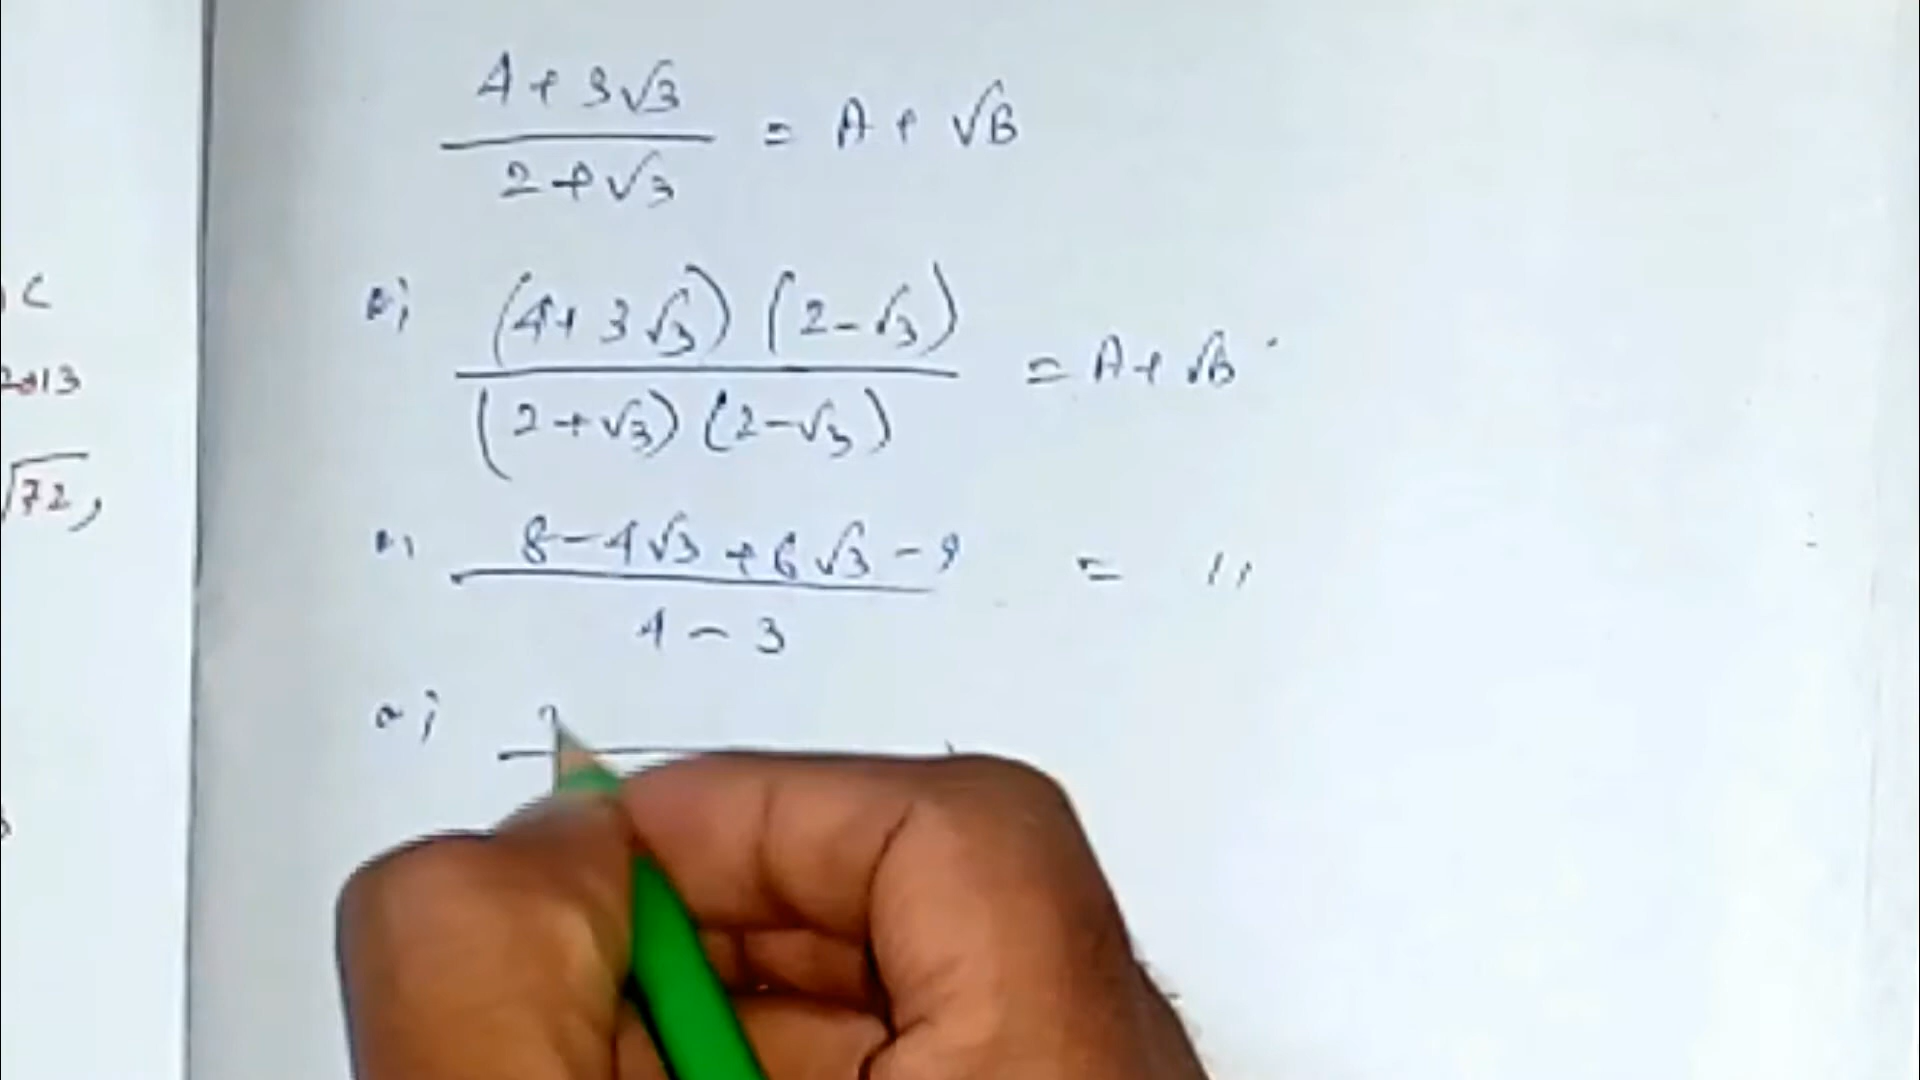 C
2013
√72,
(4+3√3)/(2+√3) = A+√B
((4+3√3)(2-√3))/((2+√3)(2-√3)) = A+√B
(8-4√3+6√3-9)/(4-3) = "